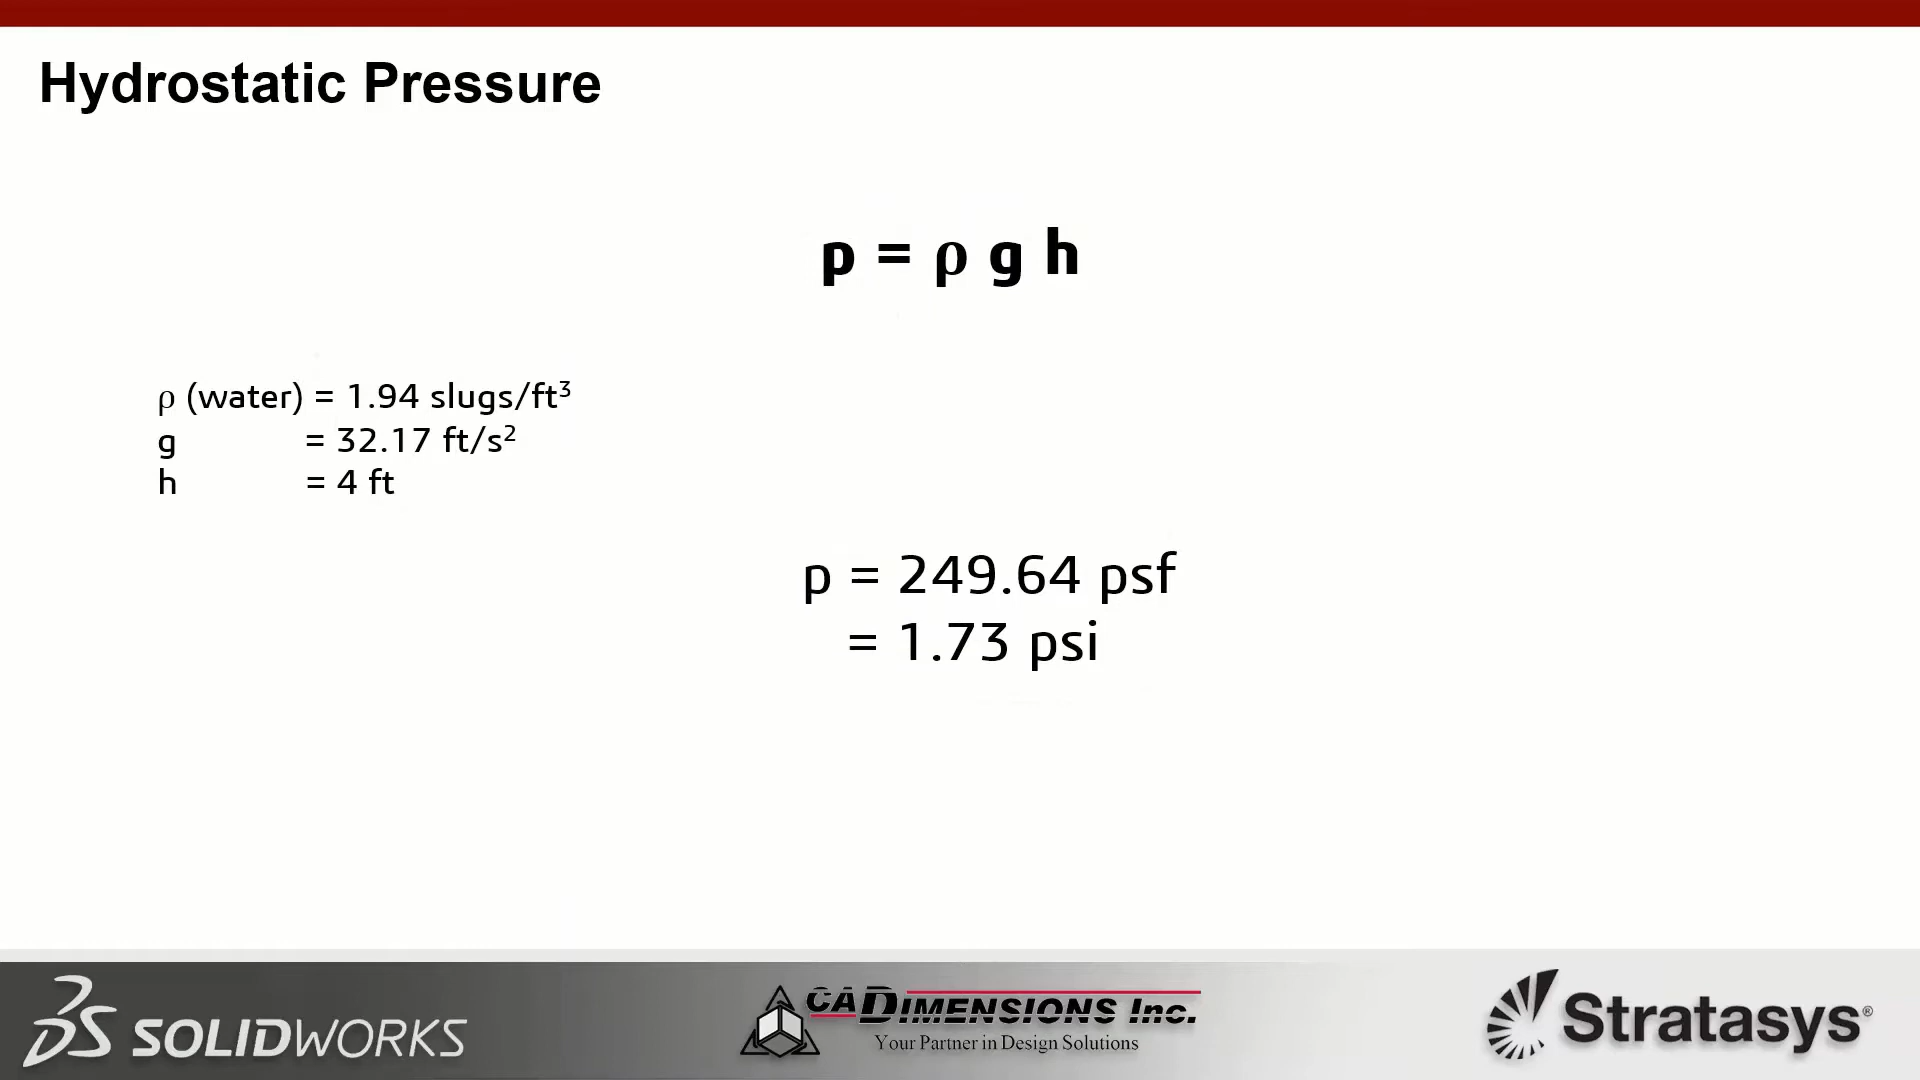 Hydrostatic Pressure
p = ρ g h
ρ (water) = 1.94 slugs/ft³
g = 32.17 ft/s²
h = 4 ft
p = 249.64 psf
= 1.73 psi
SOLIDWORKS
CADIMENSIONS Inc.
Your Partner in Design Solutions
Stratasys®